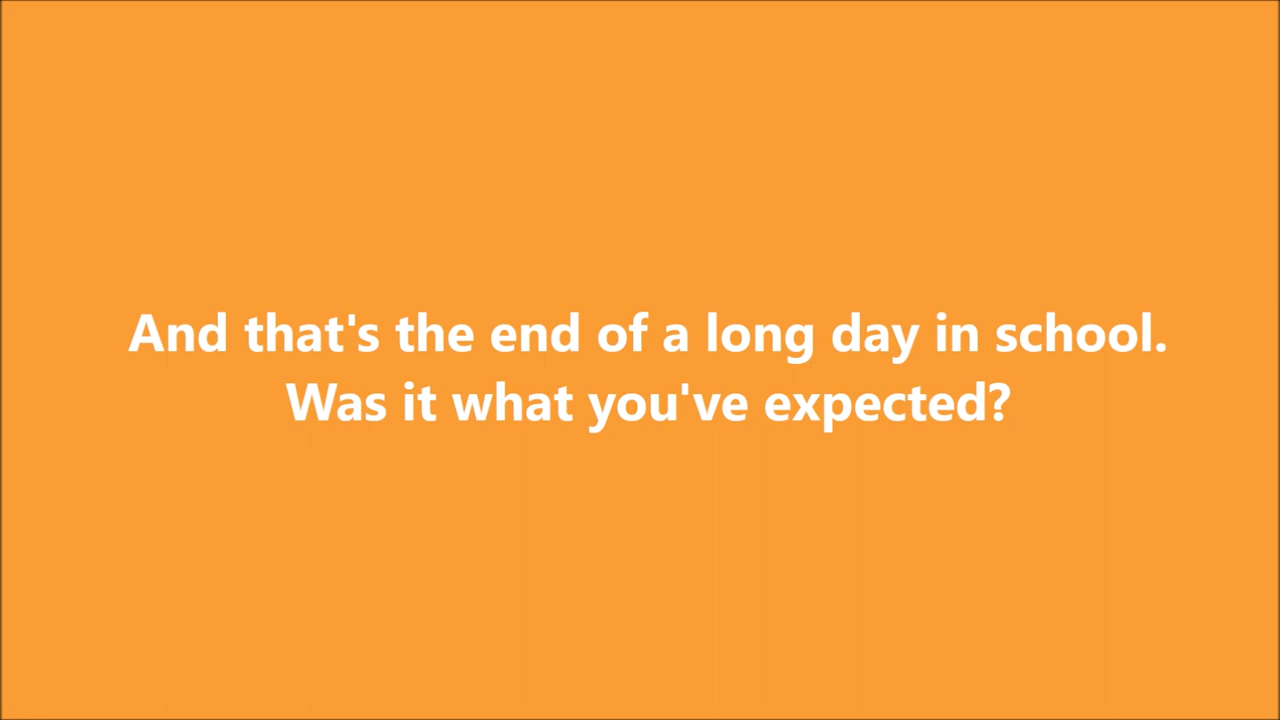 And that's the end of a long day in school.
Was it what you've expected?